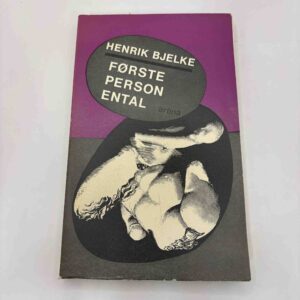 HENRIK BJELKE
FØRSTE
PERSON
ENTAL
arena